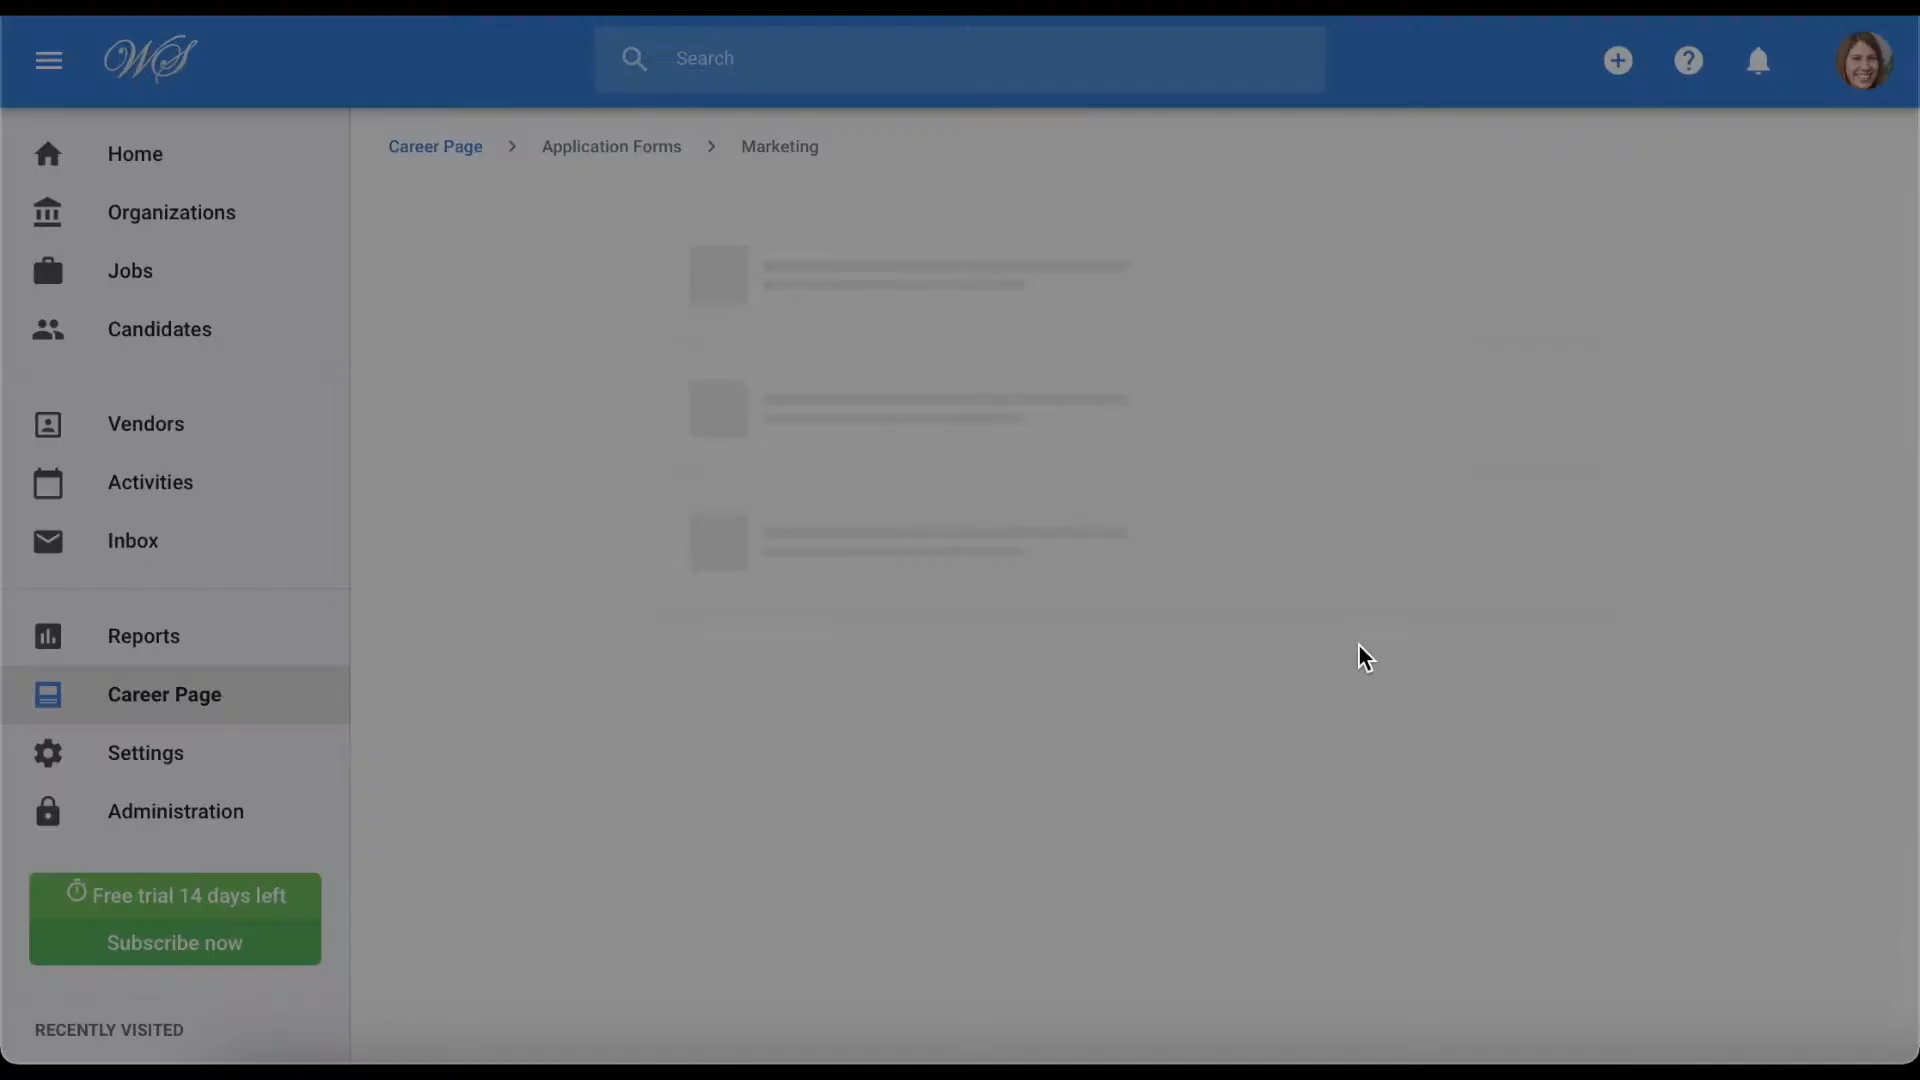 WS
Search
Career Page > Application Forms > Marketing
Home
Organizations
Jobs
Candidates
Vendors
Activities
Inbox
Reports
Career Page
Settings
Administration
Free trial 14 days left
Subscribe now
RECENTLY VISITED